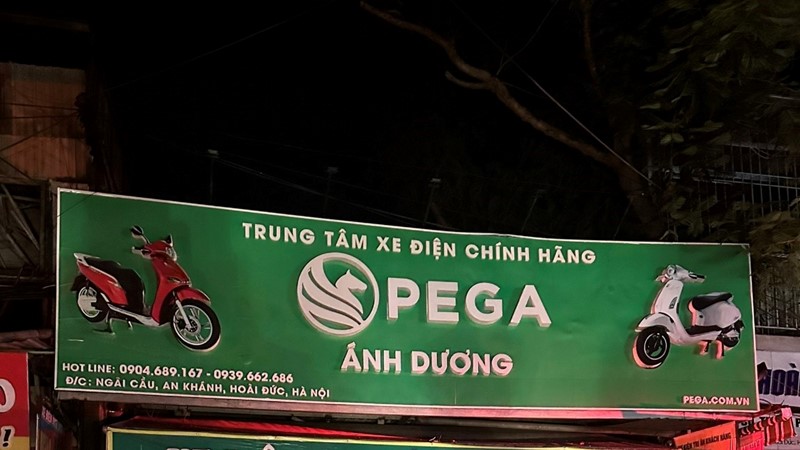 TRUNG TÂM XE ĐIỆN CHÍNH HÃNG
PEGA
ÁNH DƯƠNG
HOT LINE: 0904.689.167 - 0939.662.686
Đ/C: NGÃI CẦU, AN KHÁNH, HOÀI ĐỨC, HÀ NỘI
PEGA.COM.VN